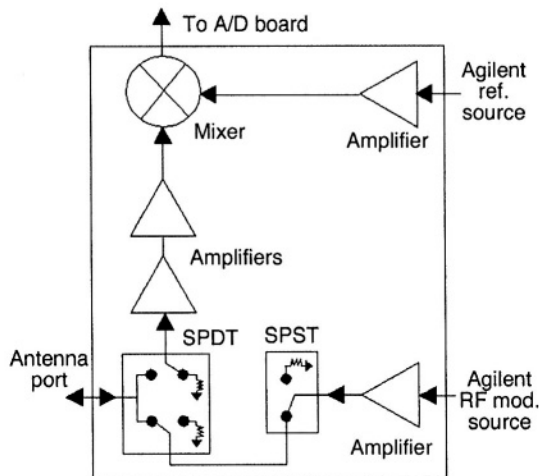 To A/D board
Agilent
ref.
source
Mixer
Amplifier
Amplifiers
SPDT
SPST
Antenna
port
Agilent
RF mod.
source
Amplifier